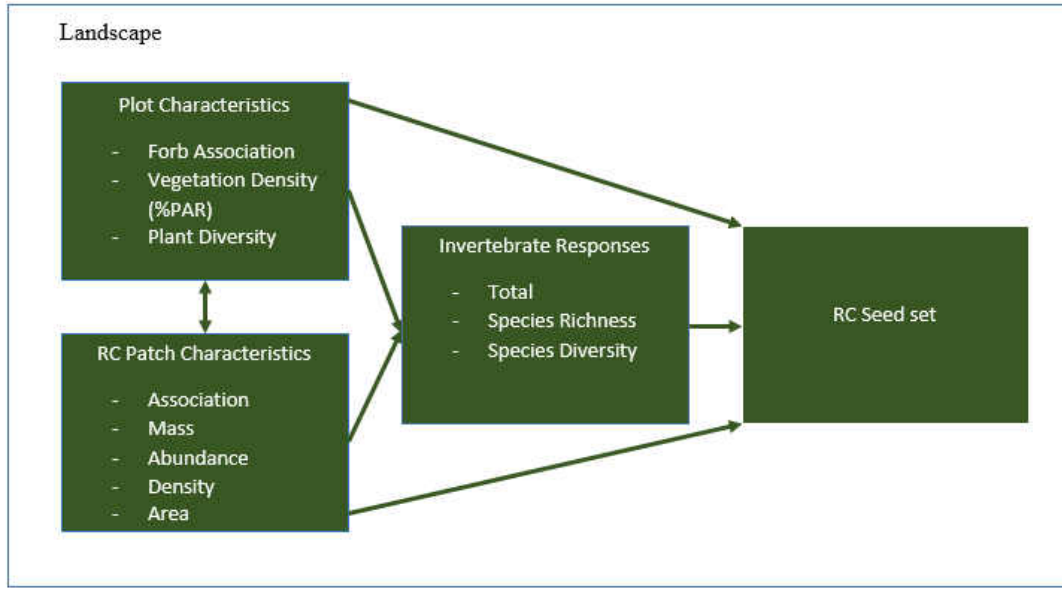 Landscape
Plot Characteristics
- Forb Association
- Vegetation Density
(%PAR)
- Plant Diversity
RC Patch Characteristics
- Association
- Mass
- Abundance
- Density
- Area
Invertebrate Responses
- Total
- Species Richness
- Species Diversity
RC Seed set